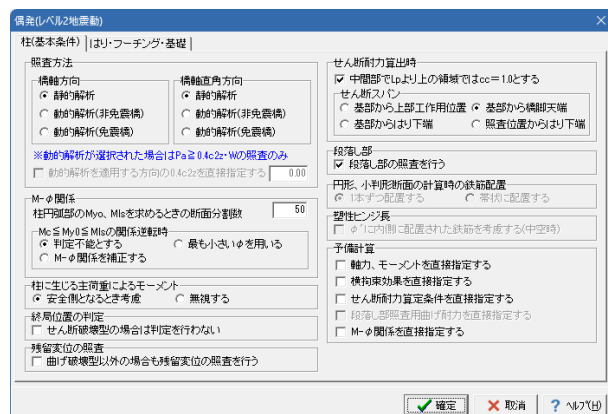 偶発(レベル2地震動)
柱(基本条件) はり・フーチング・基礎
照査方法
橋軸方向
静的解析
動的解析(非免震橋)
動的解析(免震橋)
橋軸直角方向
静的解析
動的解析(非免震橋)
動的解析(免震橋)
※動的解析が選択された場合はPa≧0.4c2z・Wの照査のみ
動的解析を適用する方向の0.4c2zを直接指定する 0.00
M-φ関係
柱円弧部のMyo、Mlsを求めるときの断面分割数 50
Mc≦My0≦Mlsの関係逆転時
判定不能とする 最も小さいφを用いる
M-φ関係を補正する
柱に生じる主荷重によるモーメント
安全側となるとき考慮 無視する
終局位置の判定
せん断破壊型の場合は判定を行わない
残留変位の照査
曲げ破壊型以外の場合も残留変位の照査を行う
せん断耐力算出時
中間部でLpより上の領域ではcc=1.0とする
せん断スパン
基部から上部工作用位置 基部から橋脚天端
基部からはり下端 照査位置からはり下端
段落し部
段落し部の照査を行う
円形、小判形断面の計算時の鉄筋配置
1本ずつ配置する 帯状に配置する
塑性ヒンジ長
φ'に内側に配置された鉄筋を考慮する(中空時)
予備計算
軸力、モーメントを直接指定する
横拘束効果を直接指定する
せん断耐力算定条件を直接指定する
段落し部照査用曲げ耐力を直接指定する
M-φ関係を直接指定する
確定 取消 ? ヘルプ(H)